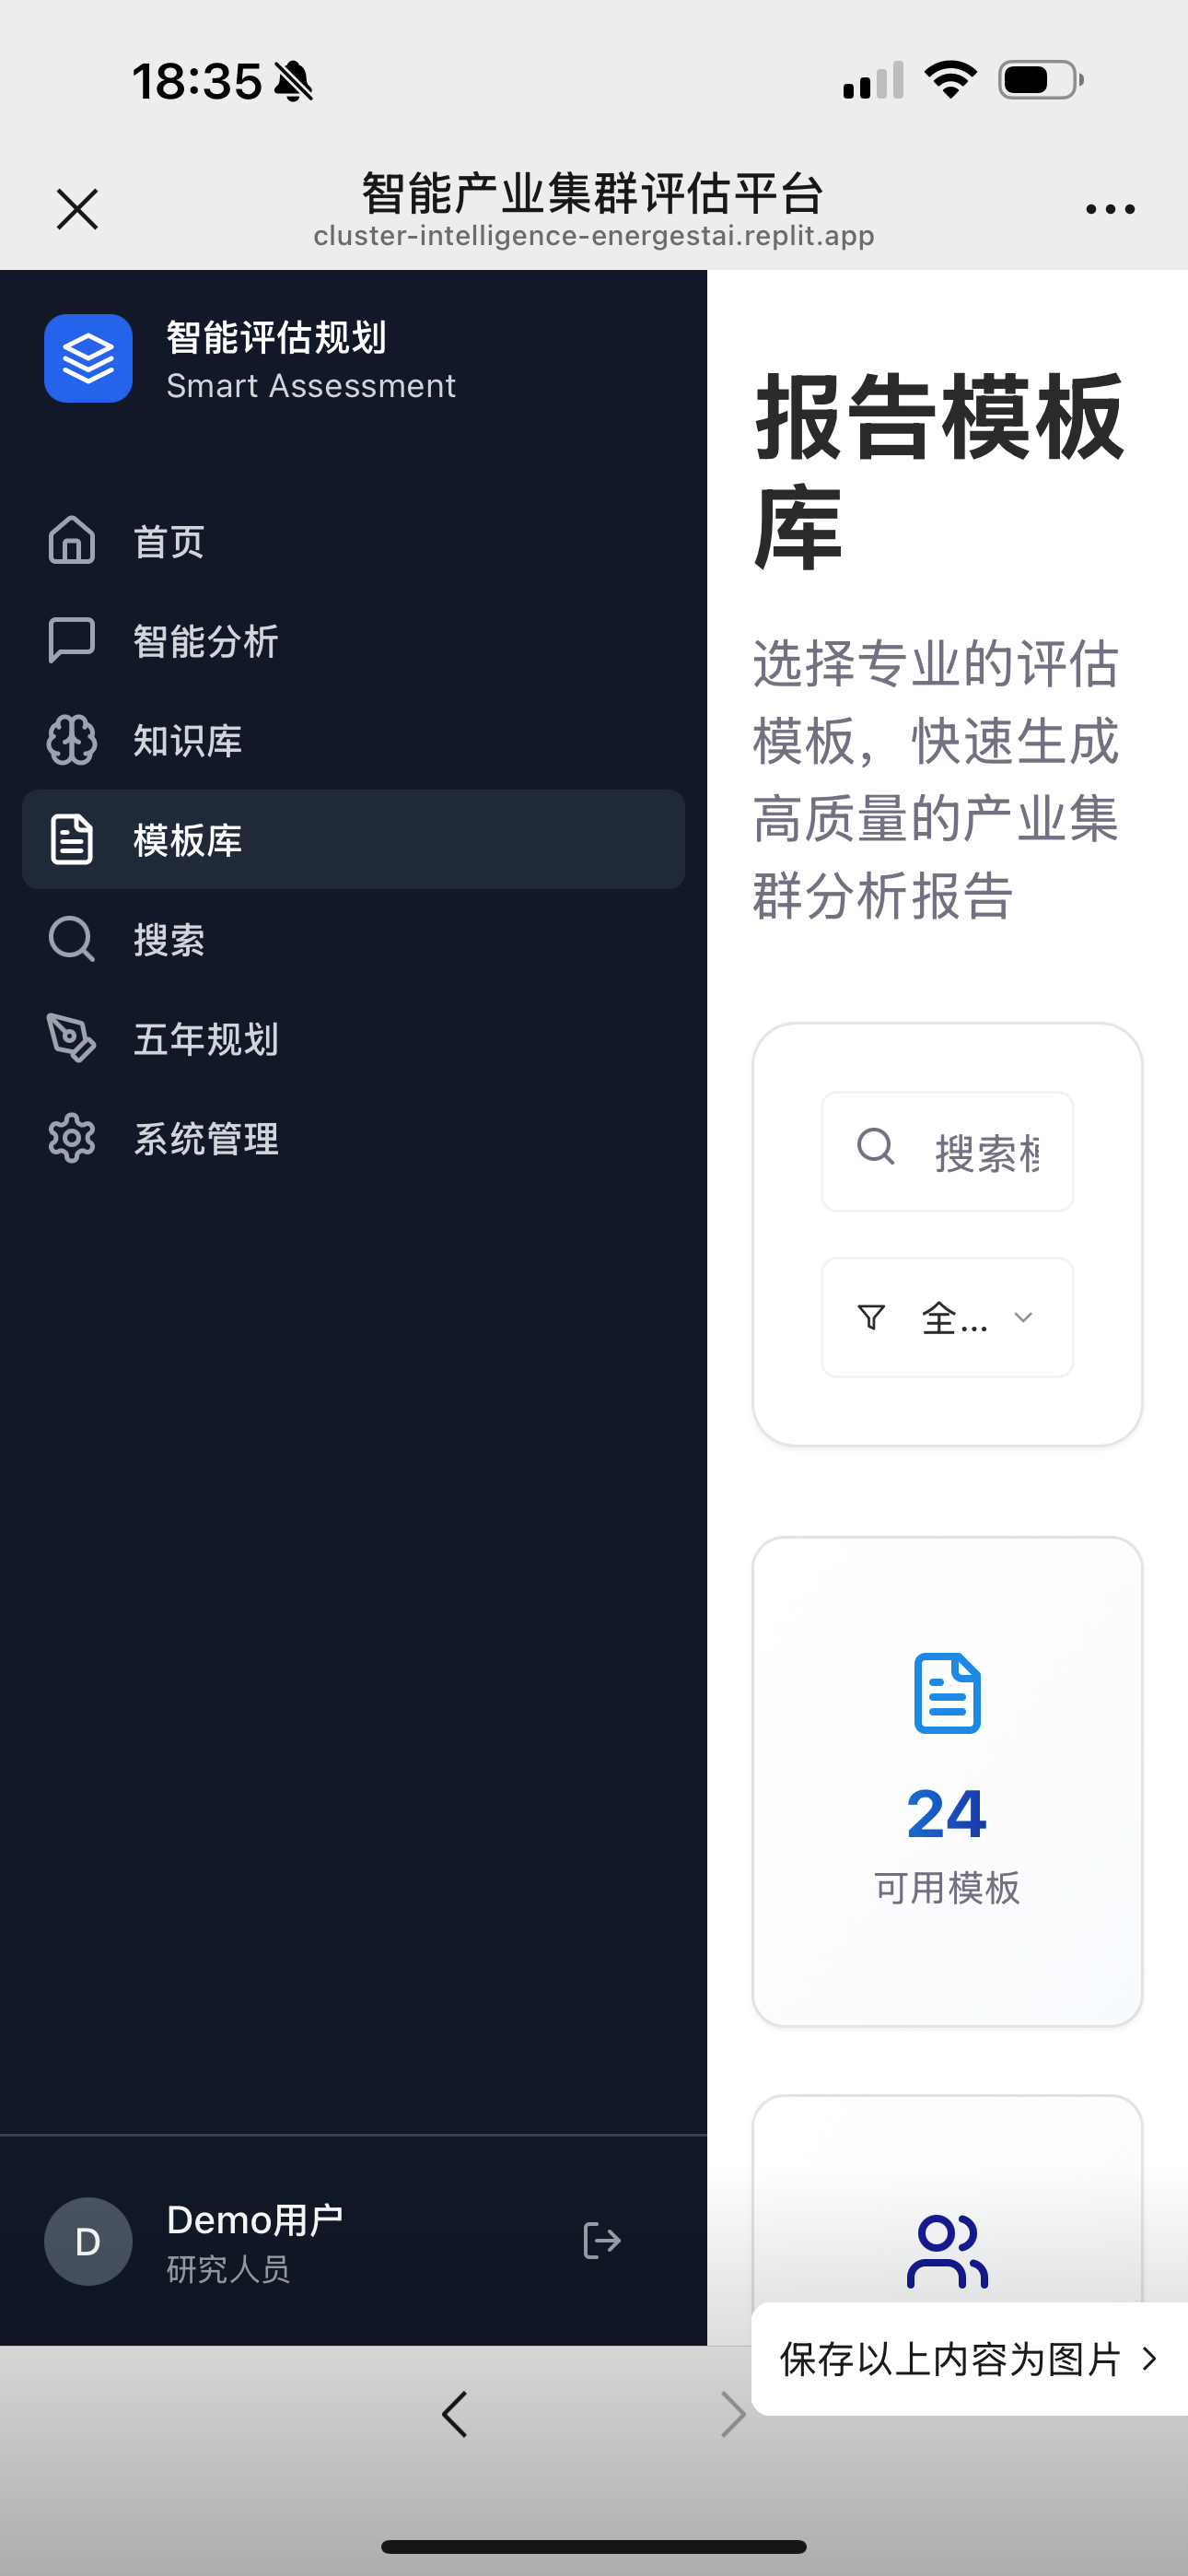 18:35
智能产业集群评估平台
cluster-intelligence-energestai.replit.app
智能评估规划
Smart Assessment
首页
智能分析
知识库
模板库
搜索
五年规划
系统管理
D
Demo用户
研究人员
报告模板
库
选择专业的评估
模板，快速生成
高质量的产业集
群分析报告
搜索
全...
24
可用模板
保存以上内容为图片